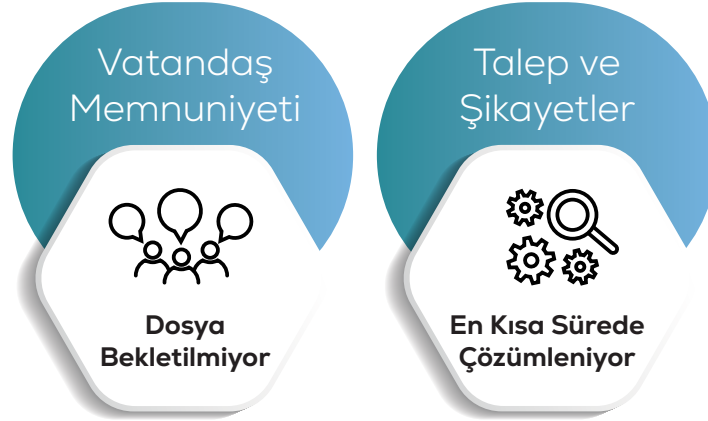 Vatandaş
Memnuniyeti
Dosya
Bekletilmiyor
Talep ve
Şikayetler
En Kısa Sürede
Çözümleniyor